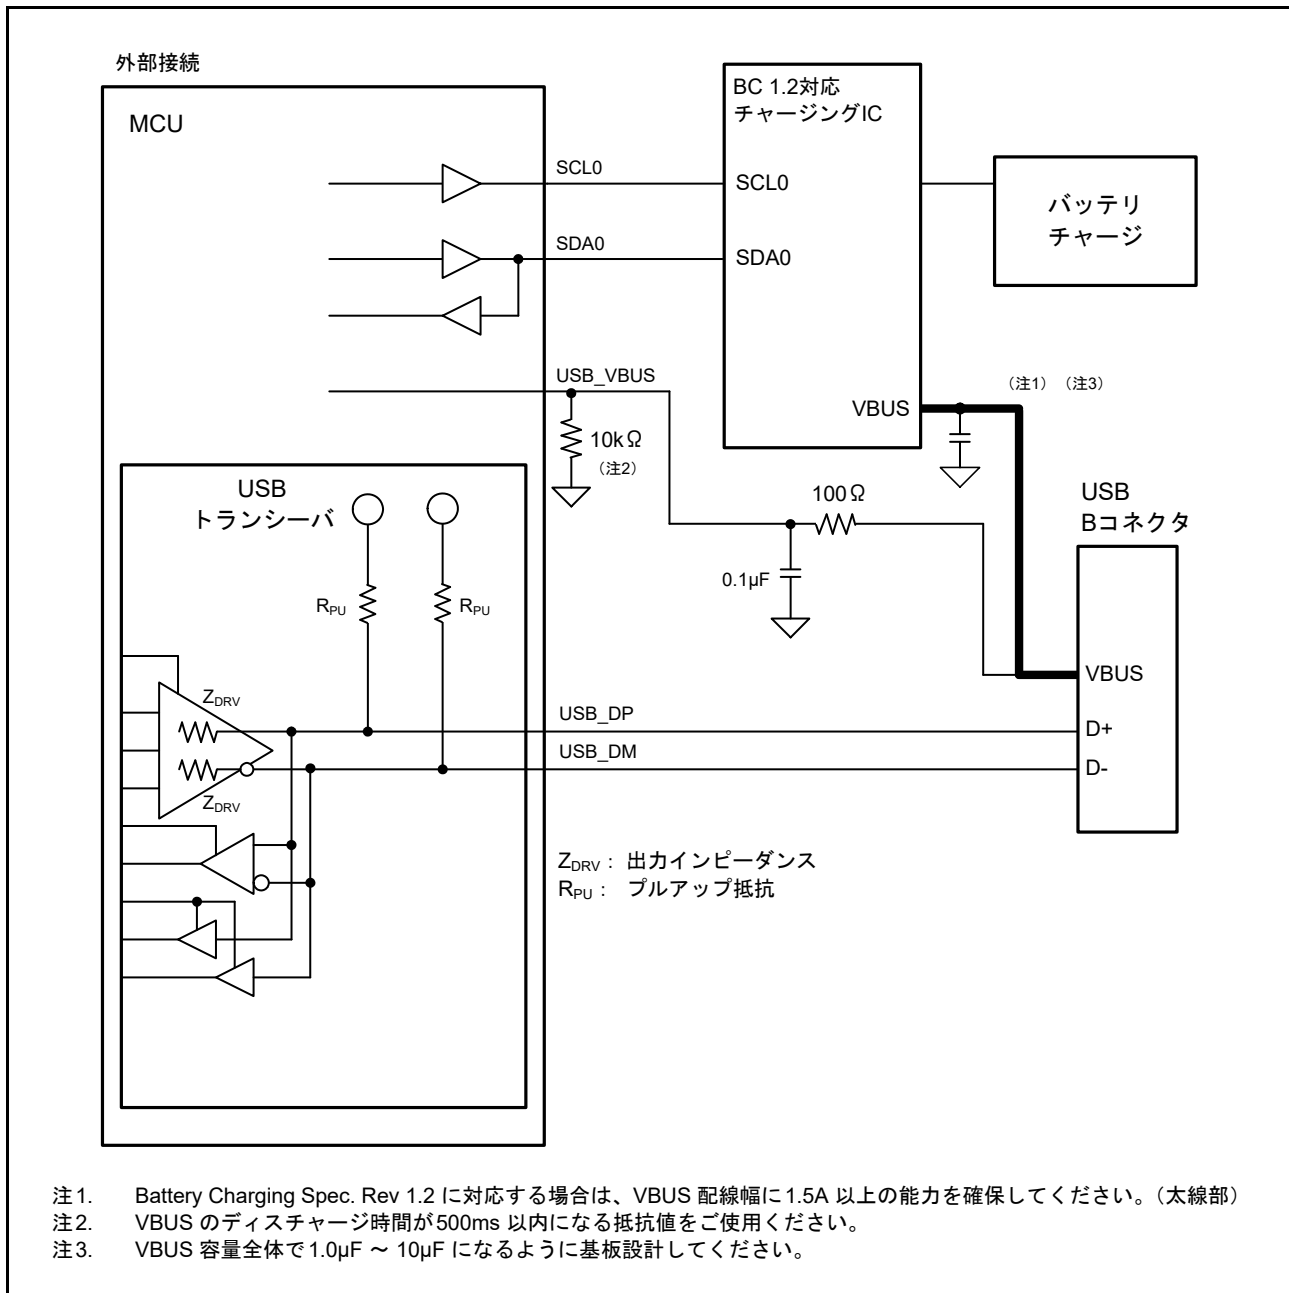 外部接続
MCU
BC 1.2対応
チャージングIC
SCL0
SCL0
バッテリ
チャージ
SDA0
SDA0
USB_VBUS
(注1) (注3)
VBUS
10kΩ
(注2)
USB
トランシーバ
100Ω
USB
Bコネクタ
0.1µF
RPU
RPU
VBUS
ZDRV
USB_DP
D+
USB_DM
D-
ZDRV
ZDRV : 出力インピーダンス
RPU : プルアップ抵抗
注1. Battery Charging Spec. Rev 1.2 に対応する場合は、VBUS 配線幅に1.5A 以上の能力を確保してください。(太線部)
注2. VBUS のディスチャージ時間が500ms 以内になる抵抗値をご使用ください。
注3. VBUS 容量全体で1.0µF ～ 10µF になるように基板設計してください。